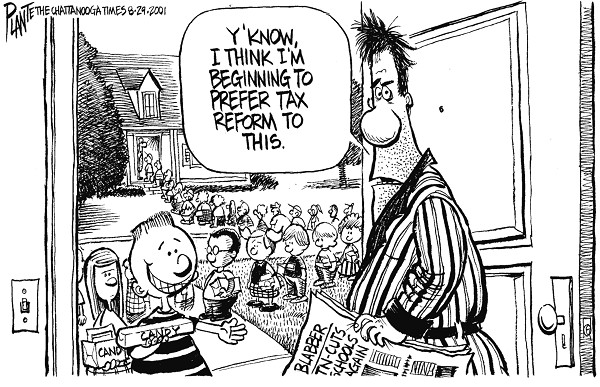 PLANTE THE CHATTANOOGA TIMES 8-29-2001
Y'KNOW,
I THINK I'M
BEGINNING TO
PREFER TAX
REFORM TO
THIS.
CANDY
CAND
BLABBER
TN. CUTS
SCHOOLS
AGAIN